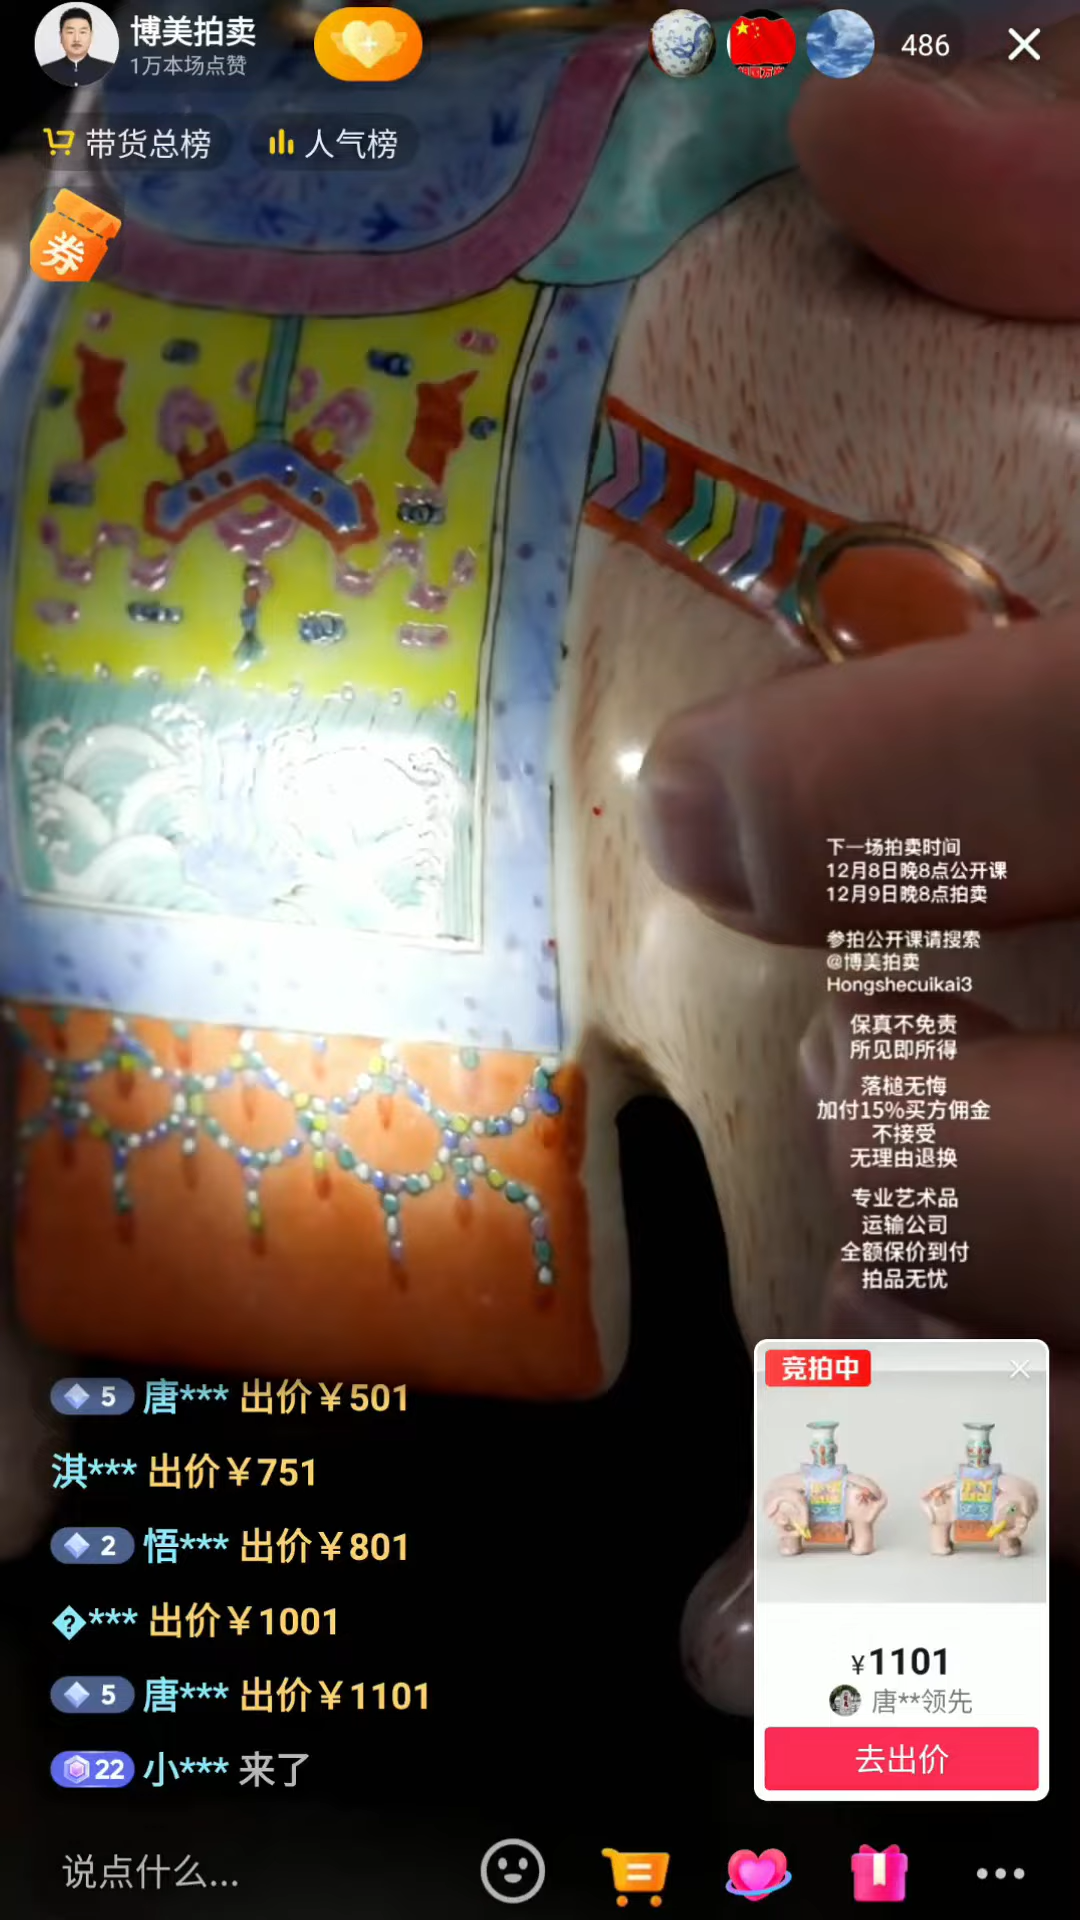 博美拍卖
1万本场点赞
486
带货总榜
人气榜
券
下一场拍卖时间
12月8日晚8点公开课
12月9日晚8点拍卖
参拍公开课请搜索
@博美拍卖
Hongshecuikai3
保真不免责
所见即所得
落槌无悔
加付15%买方佣金
不接受
无理由退换
专业艺术品
运输公司
全额保价到付
拍品无忧
5 唐*** 出价¥501
淇*** 出价¥751
2 悟*** 出价¥801
�*** 出价¥1001
5 唐*** 出价¥1101
22 小*** 来了
竞拍中
¥1101
唐**领先
去出价
说点什么...